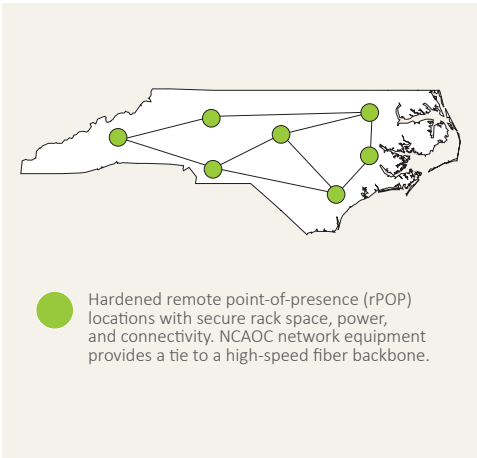 Hardened remote point-of-presence (rPOP)
locations with secure rack space, power,
and connectivity. NCAOC network equipment
provides a tie to a high-speed fiber backbone.